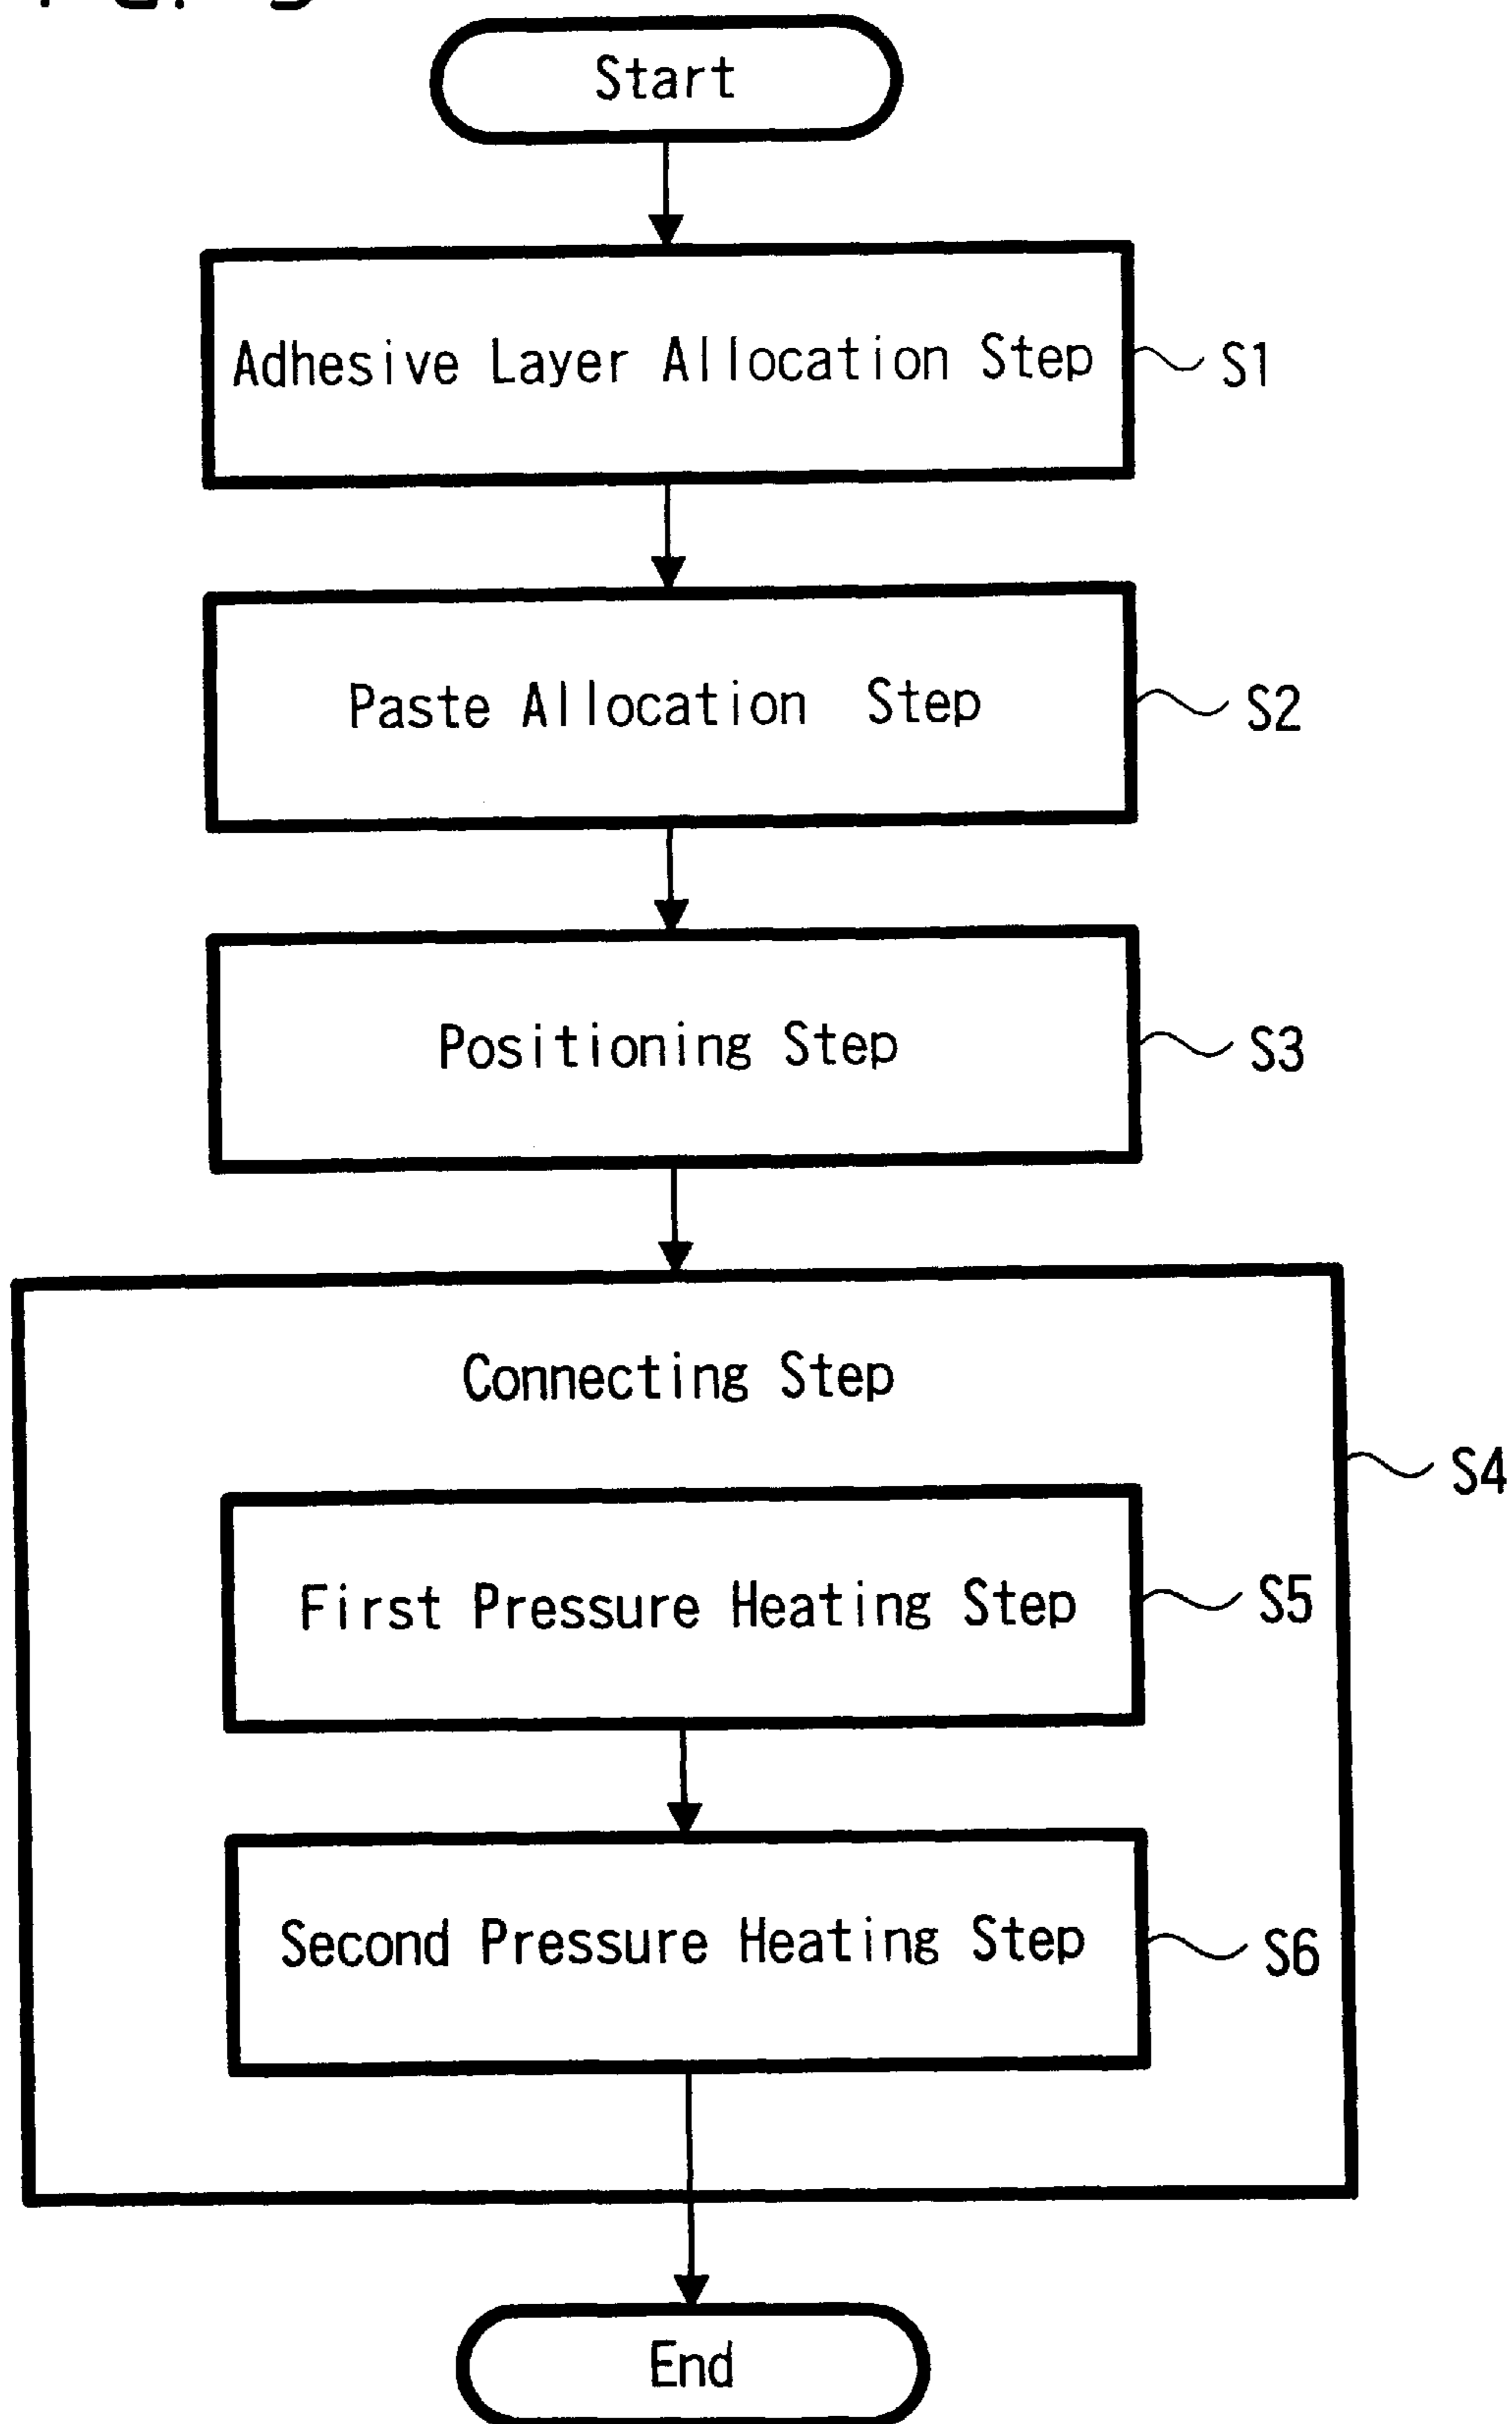 Start
Adhesive Layer Allocation Step
S1
Paste Allocation Step
S2
Positioning Step
S3
Connecting Step
S4
First Pressure Heating Step
S5
Second Pressure Heating Step
S6
End